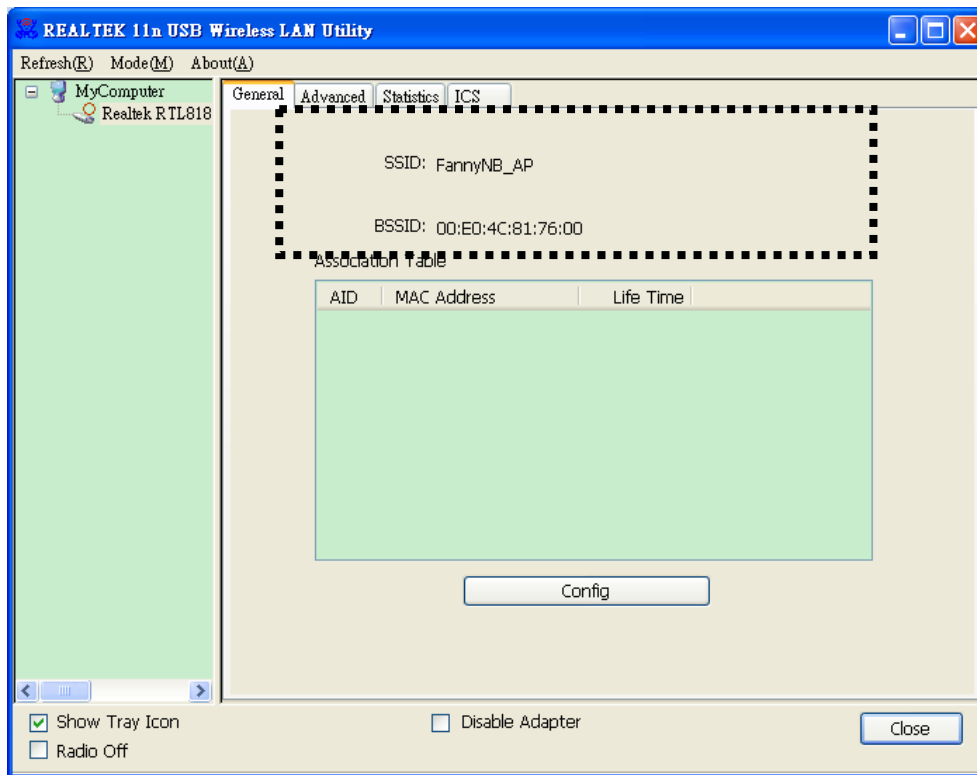 REALTEK 11n USB Wireless LAN Utility
Refresh(R) Mode(M) About(A)
MyComputer
Realtek RTL818
General Advanced Statistics ICS
SSID: FannyNB_AP
BSSID: 00:E0:4C:81:76:00
Association Table
AID MAC Address Life Time
Config
Show Tray Icon Disable Adapter Close
Radio Off